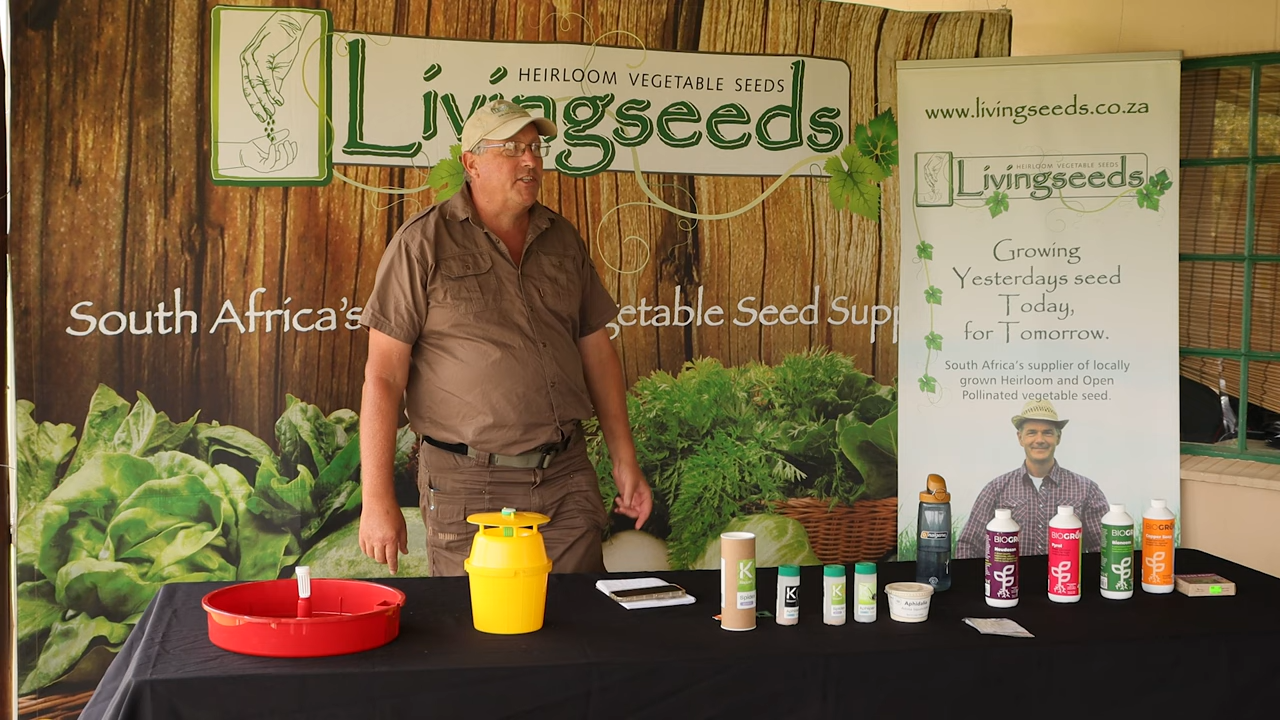 HEIRLOOM VEGETABLE SEEDS
Livingseeds
South Africa's
getable Seed Supp
www.livingseeds.co.za
HEIRLOOM VEGETABLE SEEDS
Livingseeds
Growing
Yesterdays seed
Today,
for Tomorrow.
South Africa's supplier of locally
grown Heirloom and Open
Pollinated vegetable seed.
K
K
K
Aphidalia
BIOGRO
BIOGRO
Pyrol
BIOGRO
BIOGRO